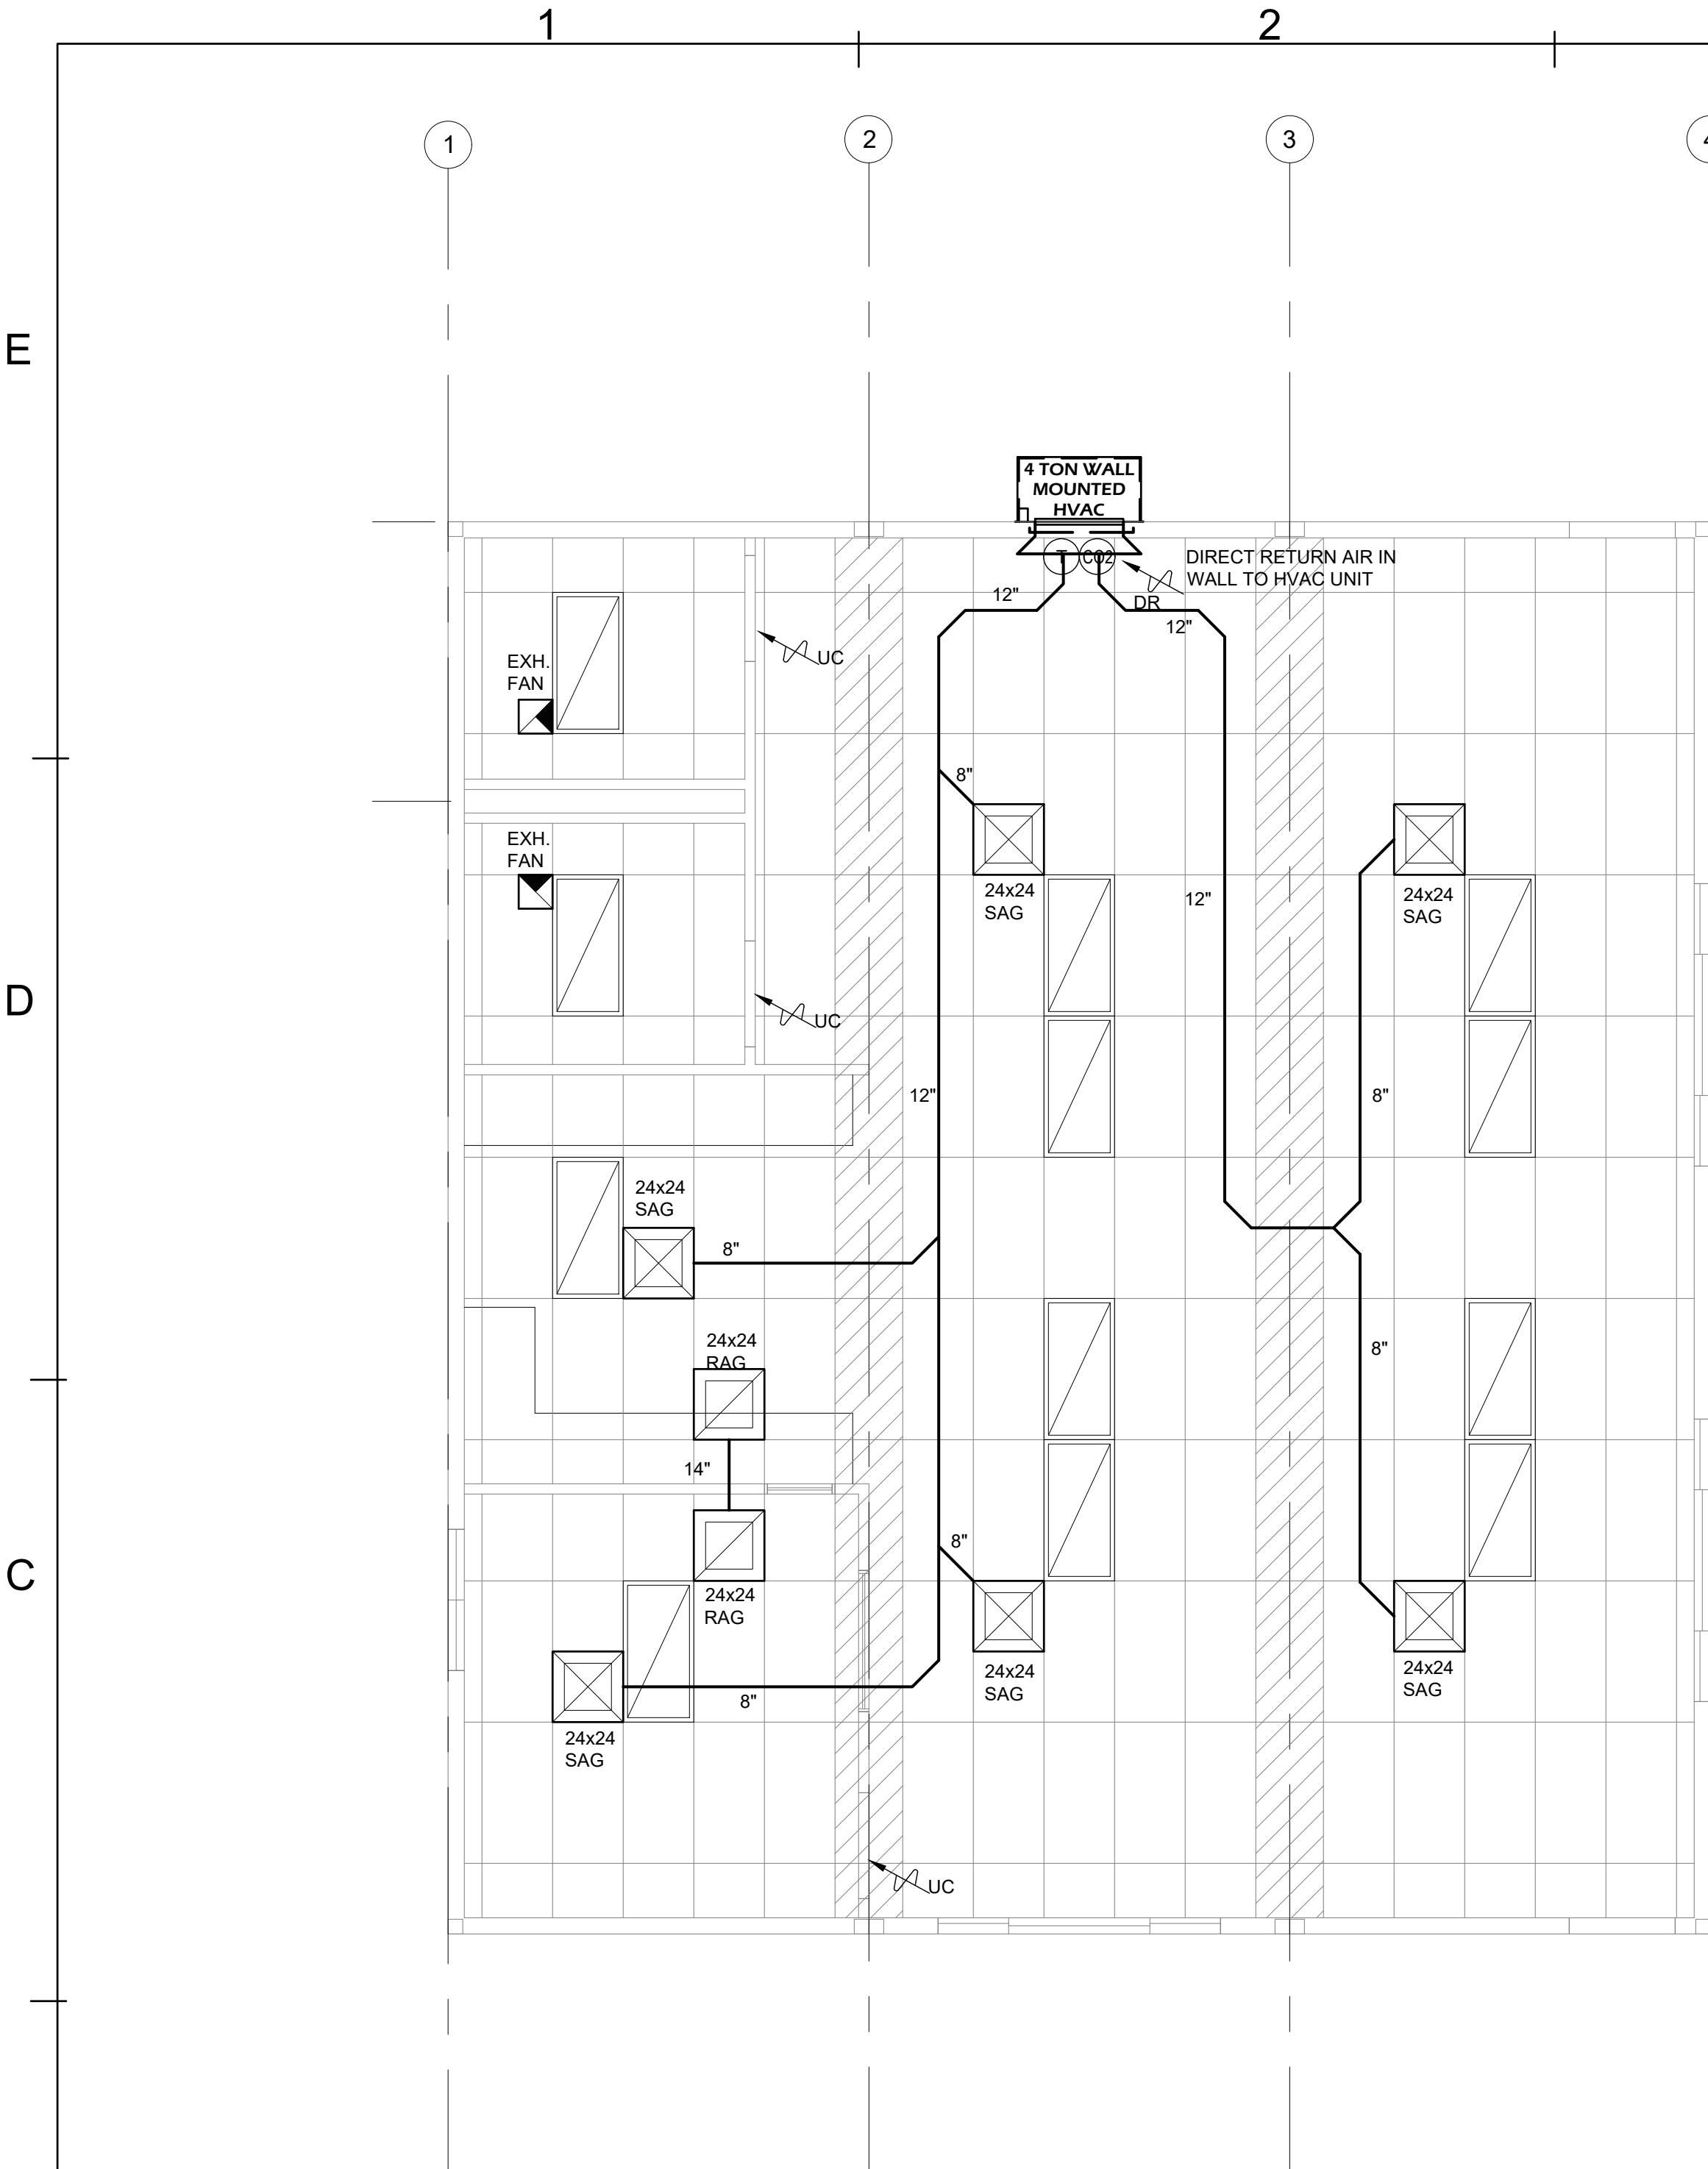 1
2
1
2
3
4
E
4 TON WALL
MOUNTED
HVAC
T
CO2
DIRECT RETURN AIR IN
WALL TO HVAC UNIT
DR
12"
12"
UC
EXH.
FAN
8"
EXH.
FAN
24x24
SAG
12"
24x24
SAG
D
UC
12"
8"
24x24
SAG
8"
24x24
RAG
8"
14"
8"
C
24x24
RAG
24x24
SAG
24x24
SAG
8"
24x24
SAG
UC